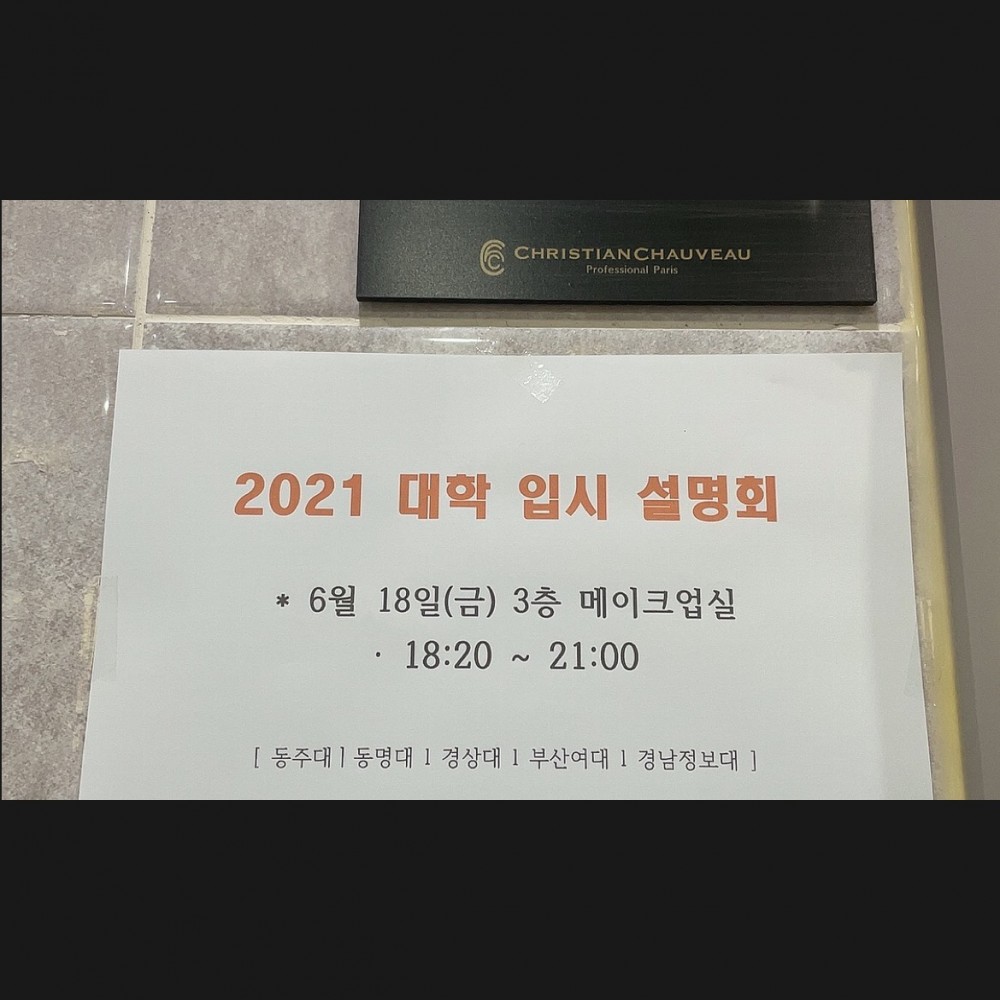 CHRISTIANCHAUVEAU
Professional Paris
2021 대학 입시 설명회
* 6월 18일(금) 3층 메이크업실
· 18:20 ~ 21:00
[ 동주대 | 동명대 l 경상대 l 부산여대 l 경남정보대 ]